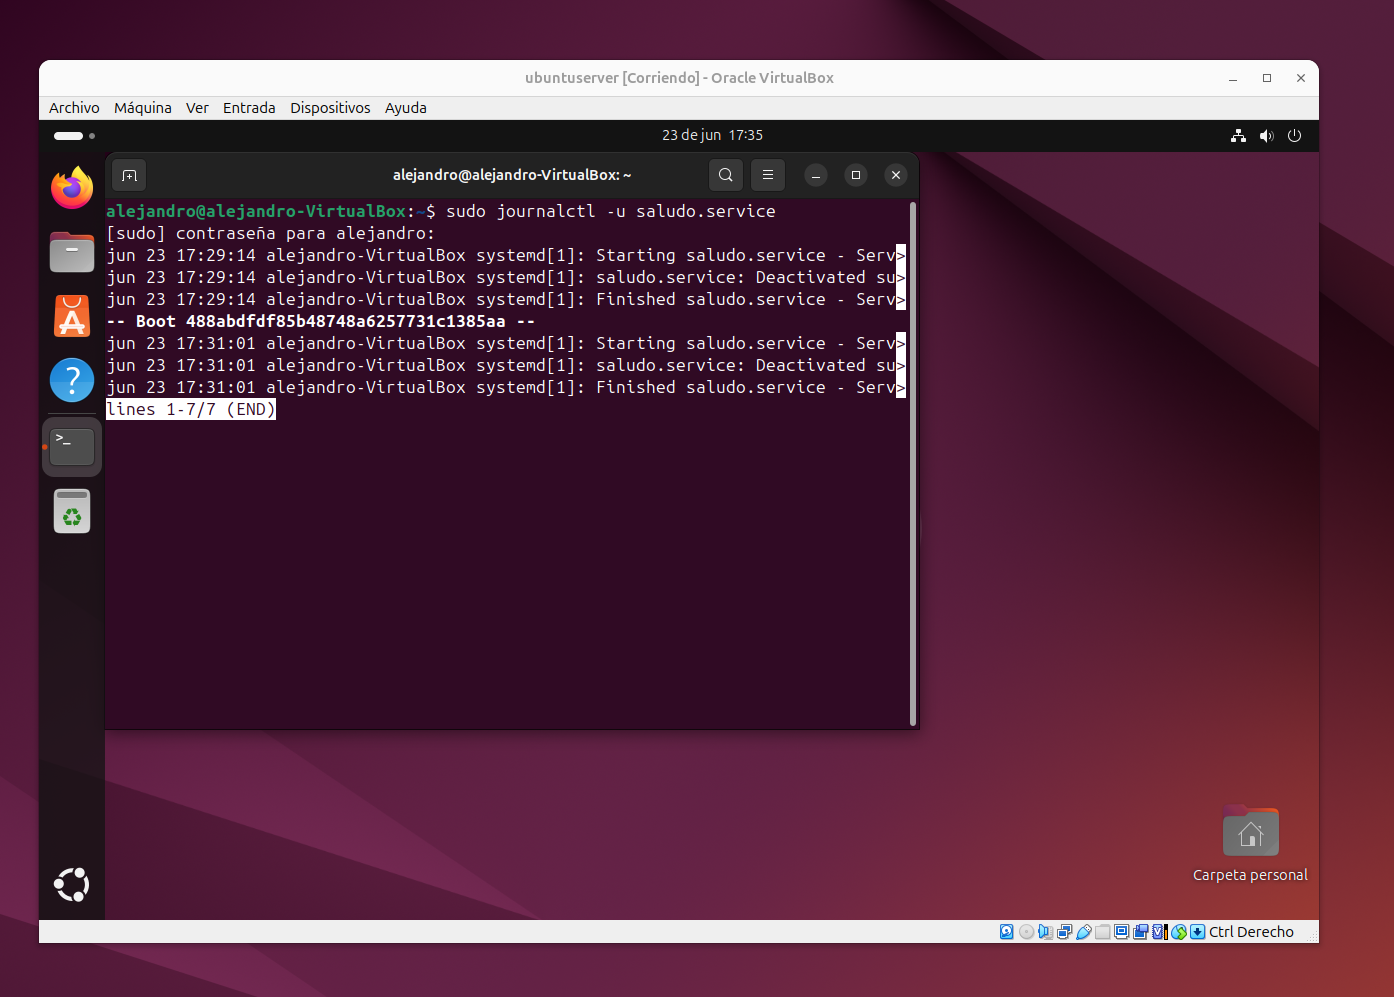 ubuntuserver [Corriendo] - Oracle VirtualBox
Archivo Máquina Ver Entrada Dispositivos Ayuda
23 de jun 17:35
alejandro@alejandro-VirtualBox: ~
alejandro@alejandro-VirtualBox:~$ sudo journalctl -u saludo.service
[sudo] contraseña para alejandro:
jun 23 17:29:14 alejandro-VirtualBox systemd[1]: Starting saludo.service - Serv>
jun 23 17:29:14 alejandro-VirtualBox systemd[1]: saludo.service: Deactivated su>
jun 23 17:29:14 alejandro-VirtualBox systemd[1]: Finished saludo.service - Serv>
-- Boot 488abdfdf85b48748a6257731c1385aa --
jun 23 17:31:01 alejandro-VirtualBox systemd[1]: Starting saludo.service - Serv>
jun 23 17:31:01 alejandro-VirtualBox systemd[1]: saludo.service: Deactivated su>
jun 23 17:31:01 alejandro-VirtualBox systemd[1]: Finished saludo.service - Serv>
lines 1-7/7 (END)
Carpeta personal
Ctrl Derecho